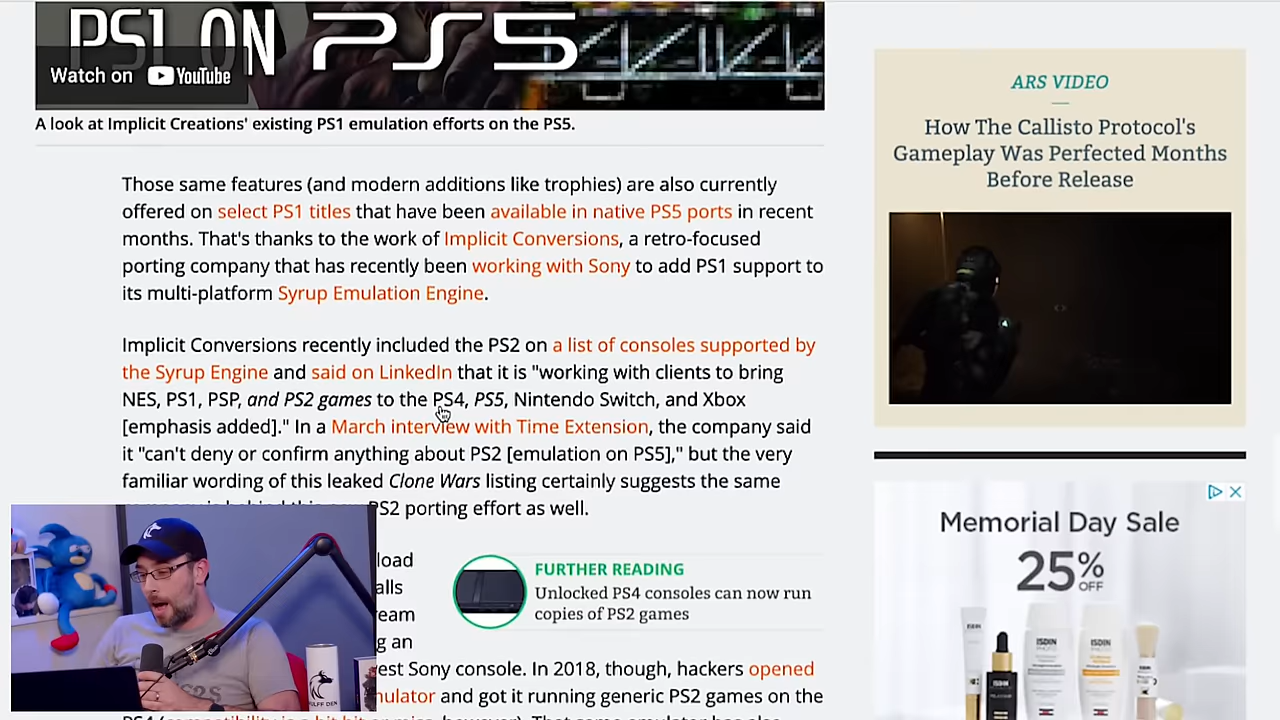 PS1 ON PS5
Watch on YouTube
A look at Implicit Creations' existing PS1 emulation efforts on the PS5.
Those same features (and modern additions like trophies) are also currently
offered on select PS1 titles that have been available in native PS5 ports in recent
months. That's thanks to the work of Implicit Conversions, a retro-focused
porting company that has recently been working with Sony to add PS1 support to
its multi-platform Syrup Emulation Engine.
Implicit Conversions recently included the PS2 on a list of consoles supported by
the Syrup Engine and said on LinkedIn that it is "working with clients to bring
NES, PS1, PSP, and PS2 games to the PS4, PS5, Nintendo Switch, and Xbox
[emphasis added]." In a March interview with Time Extension, the company said
it "can't deny or confirm anything about PS2 [emulation on PS5]," but the very
familiar wording of this leaked Clone Wars listing certainly suggests the same
PS2 porting effort as well.
load
alls
eam
g an
est Sony console. In 2018, though, hackers opened
nulator and got it running generic PS2 games on the
FURTHER READING
Unlocked PS4 consoles can now run
copies of PS2 games
ARS VIDEO
How The Callisto Protocol's
Gameplay Was Perfected Months
Before Release
Memorial Day Sale
25% OFF
ISDIN
ISDIN
ISDIN